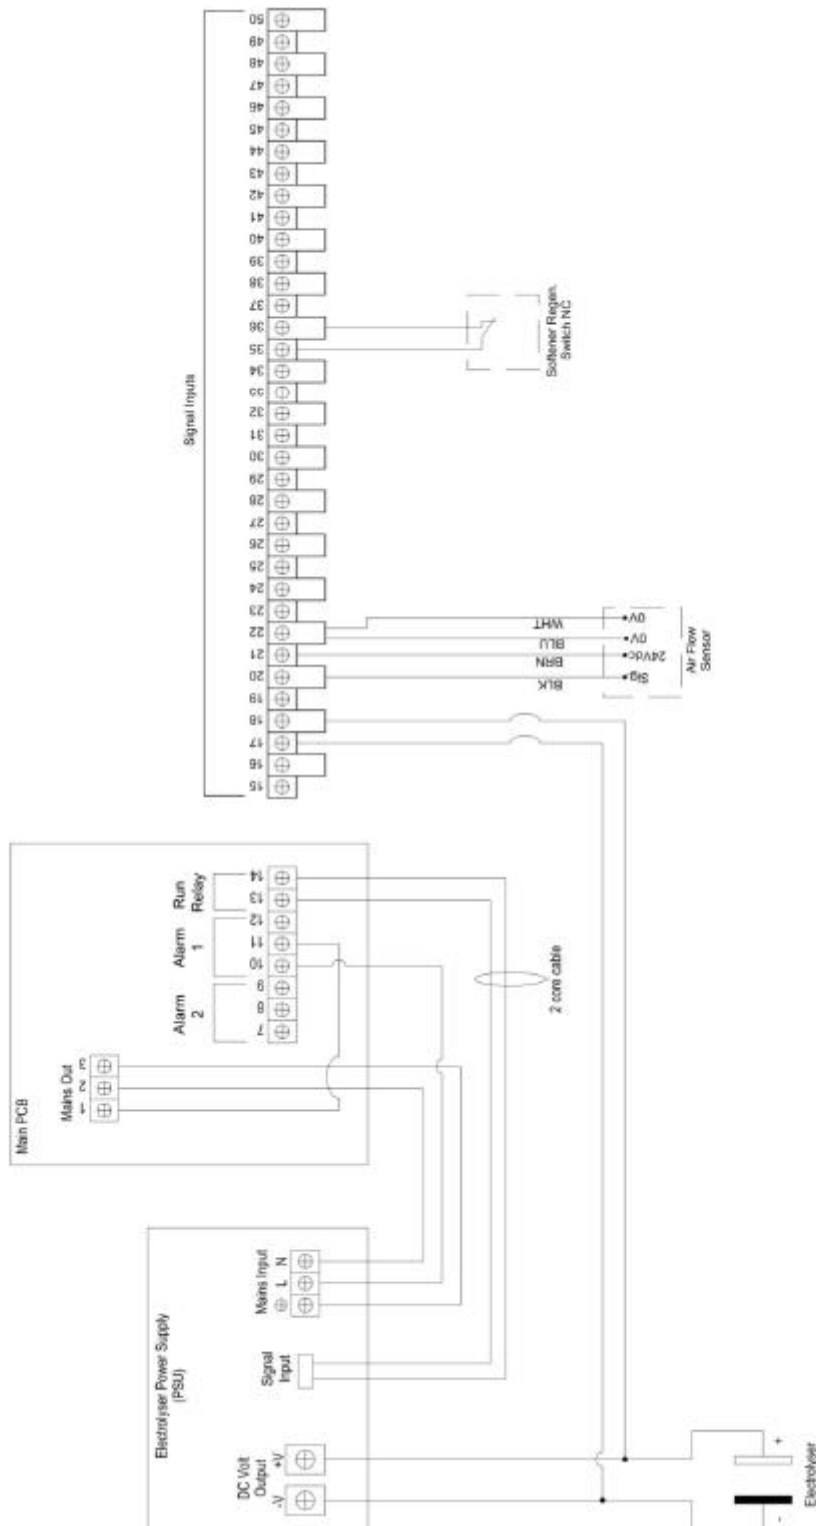 Signal Inputs
50
49
48
47
46
45
44
43
42
41
40
39
38
37
36
35
34
33
32
31
30
29
28
27
26
25
24
23
22
21
20
19
18
17
16
15
Softener Regen.
Switch NC
WHT
BLU
BRN
BLK
0V
0V
24Vdc
Sig
Air Flow
Sensor
Main PCB
Mains Out
3
2
1
Run
Relay
Alarm
1
Alarm
2
14
13
12
11
10
9
8
7
2 core cable
Electrolyser Power Supply
(PSU)
Mains Input
N
L
Signal
Input
DC Volt
Output
+V
-V
+
-
Electrolyser